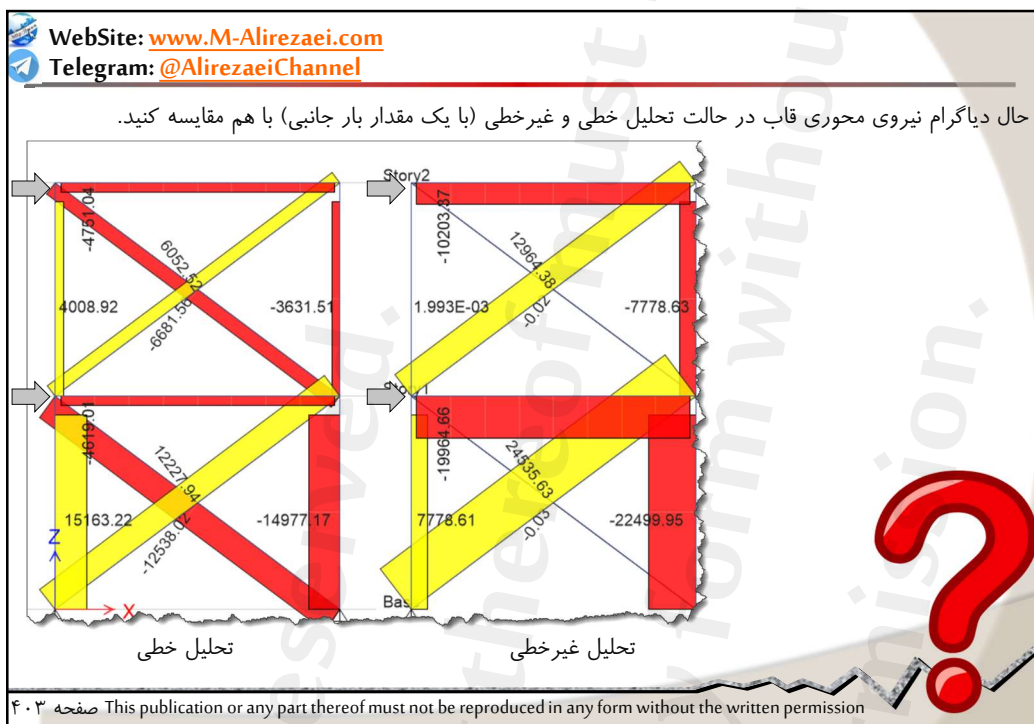 WebSite: www.M-Alirezaei.com
Telegram: @AlirezaeiChannel
حال دیاگرام نیروی محوری قاب در حالت تحلیل خطی و غیرخطی (با یک مقدار بار جانبی) با هم مقایسه کنید.
Story2
-4751.04
6052.52
-6681.56
4008.92
-3631.51
-10203.37
12964.38
-0.02
1.993E-03
-7778.63
-4619.01
12227.94
-12538.02
15163.22
-14977.17
Z
X
-19964.66
24535.63
-0.03
7778.61
-22499.95
Bas
تحلیل خطی
تحلیل غیرخطی
?
صفحه ۴۰۳ This publication or any part thereof must not be reproduced in any form without the written permission